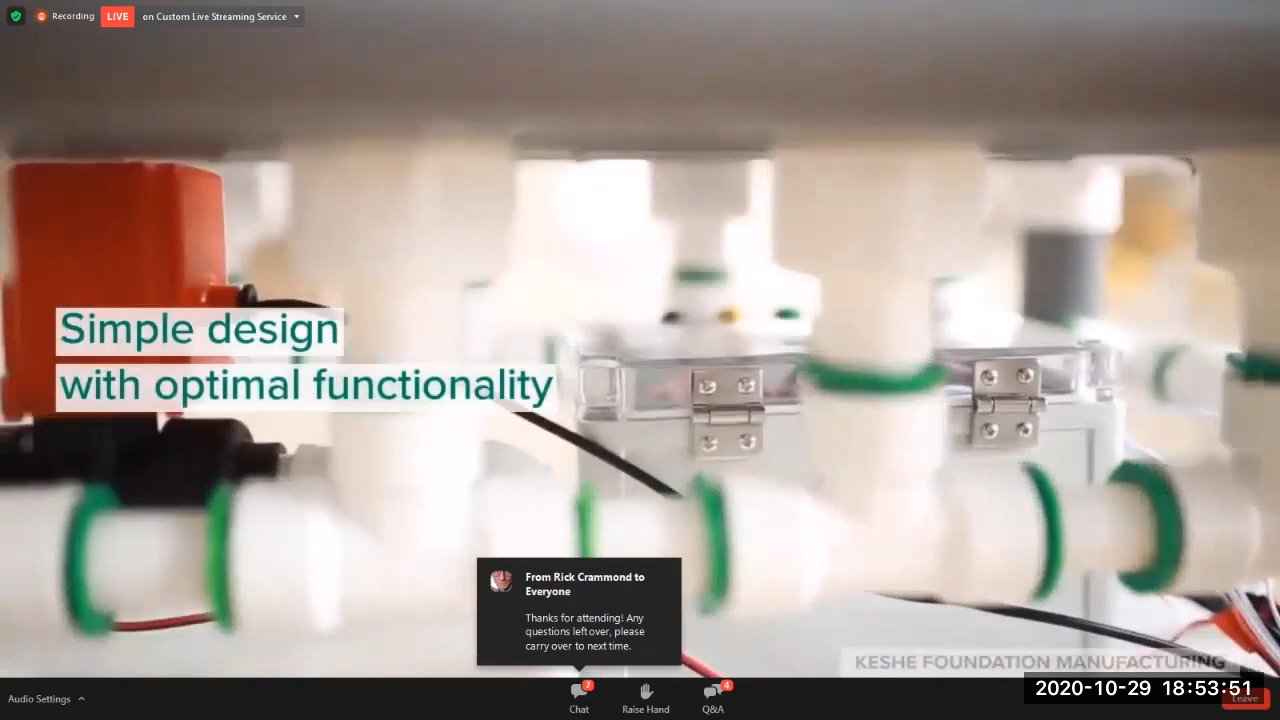 Recording
LIVE
on Custom Live Streaming Service
Simple design
with optimal functionality
From Rick Crammond to
Everyone
Thanks for attending! Any
questions left over, please
carry over to next time.
KESHE FOUNDATION MANUFACTURING
2020-10-29 18:53:51
Audio Settings
7
Chat
Raise Hand
4
Q&A
Leave